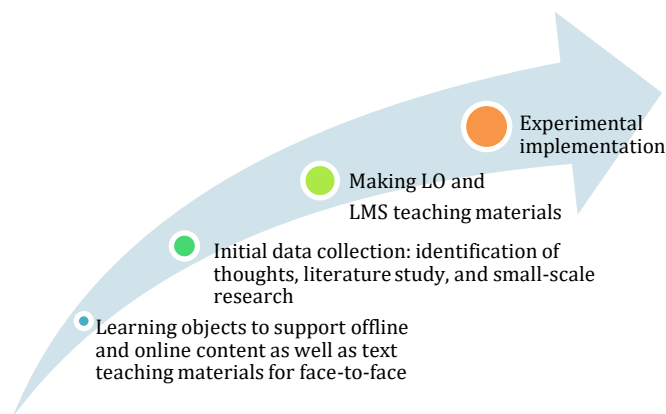 Experimental
implementation
Making LO and
LMS teaching materials
Initial data collection: identification of
thoughts, literature study, and small-scale
research
Learning objects to support offline
and online content as well as text
teaching materials for face-to-face